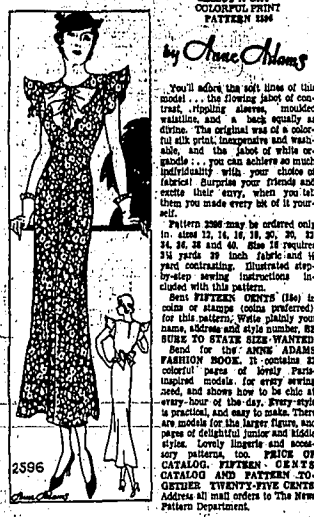 COLORFUL PRINT
PATTERN 2596
by Anne Adams
You'll adore the soft lines of this
model . . . the flowing jabot of con-
trast, rippling sleeves, moulded
waistline, and a back equally as
divine. The original was of a color-
ful silk print, inexpensive and wash-
able, and the jabot of white or-
gandie . . . you can achieve so much
individuality with your choice of
fabrics! Surprise your friends and
excite their envy, when you tell
them you made every bit of it your-
self.
Pattern 2596 may be ordered only
in sizes 12, 14, 16, 18, 20, 30, 32,
34, 36, 38 and 40. Size 16 requires
3¼ yards 39 inch fabric and
yard contrasting. Illustrated step-
by-step sewing instructions in-
cluded with this pattern.
Sent FIFTEEN CENTS (15c) in
coins or stamps (coins preferred)
for this pattern. Write plainly your
name, address and style number. BE
SURE TO STATE SIZE WANTED.
Send for the ANNE ADAMS
FASHION BOOK. It contains
colorful pages of lovely Paris-
inspired models for every sewing
need, and shows how to be chic at
every hour of the day. Every style
is practical, and easy to make. There
are models for the larger figure, and
pages of delightful junior and kiddie
styles. Lovely lingerie and acces-
sory patterns, too. PRICE OF
CATALOG, FIFTEEN CENTS.
CATALOG AND PATTERN TO-
GETHER TWENTY-FIVE CENTS.
Address all mail orders to The News
Pattern Department.
2596
Anne Adams